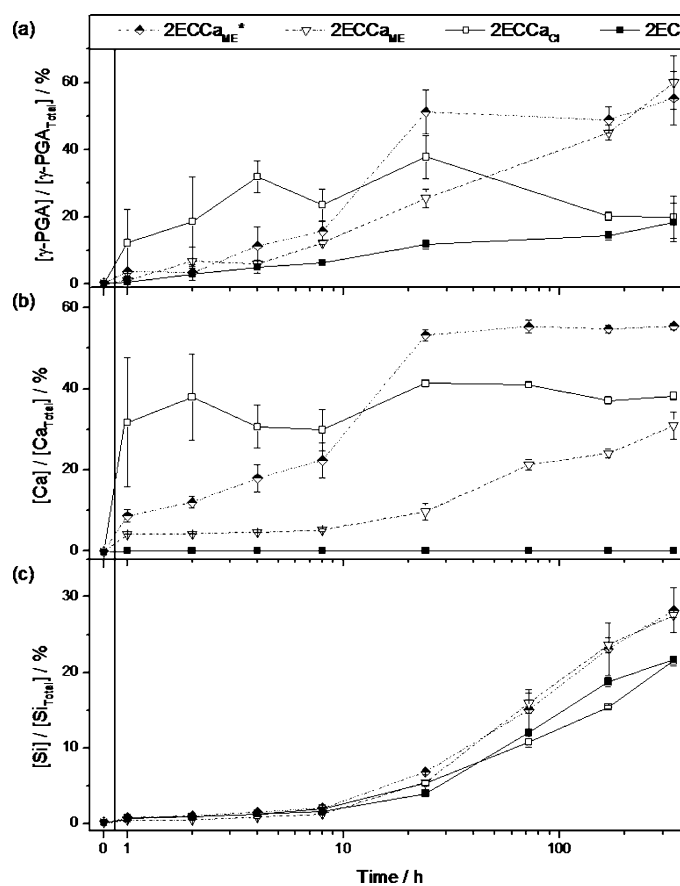 (a)
2ECCa_ME* 2ECCa_ME 2ECCa_Cl 2EC
[γ-PGA] / [γ-PGA_Total] / %
60
40
20
0
(b)
[Ca] / [Ca_Total] / %
60
40
20
0
(c)
[Si] / [Si_Total] / %
30
20
10
0
0 1 10 100
Time / h